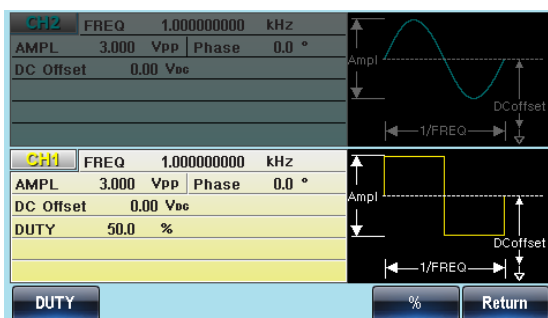 CH2 FREQ 1.000000000 kHz
AMPL 3.000 Vpp Phase 0.0 °
DC Offset 0.00 VDC
Ampl
DCoffset
1/FREQ
CH1 FREQ 1.000000000 kHz
AMPL 3.000 Vpp Phase 0.0 °
DC Offset 0.00 VDC
DUTY 50.0 %
Ampl
DCoffset
1/FREQ
DUTY % Return